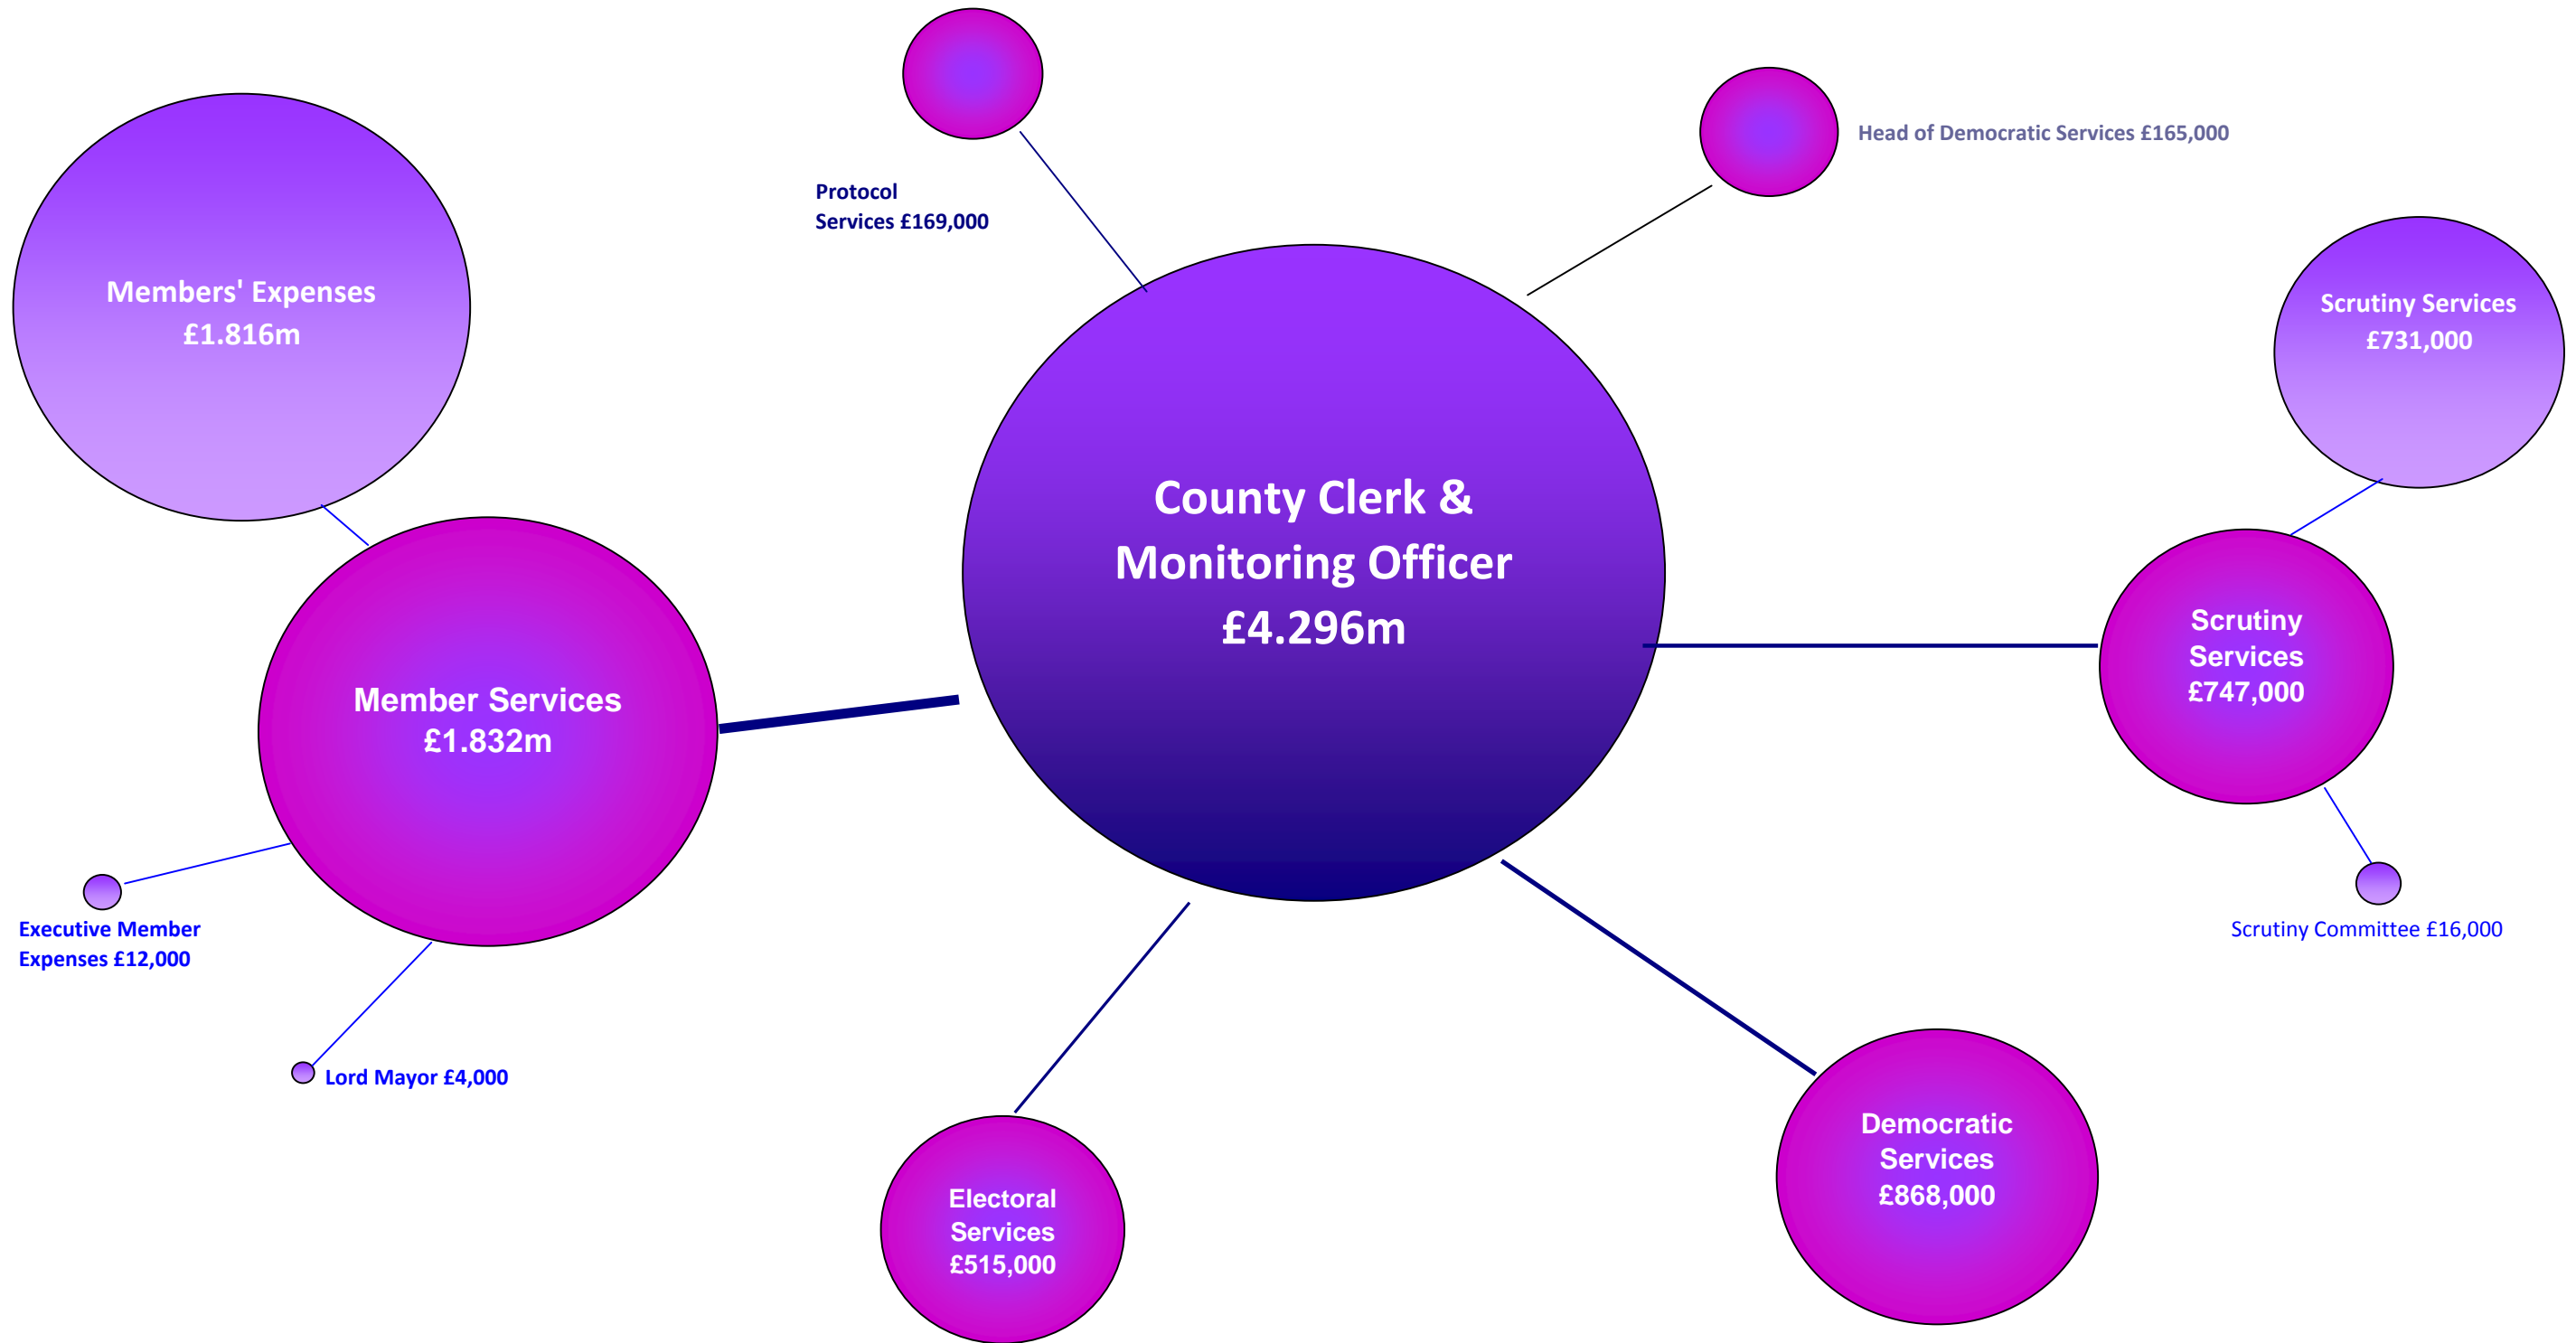 Head of Democratic Services £165,000
Protocol
Services £169,000
Members' Expenses
£1.816m
Scrutiny Services
£731,000
County Clerk &
Monitoring Officer
£4.296m
Scrutiny
Services
£747,000
Member Services
£1.832m
Executive Member
Expenses £12,000
Scrutiny Committee £16,000
Lord Mayor £4,000
Democratic
Services
£868,000
Electoral
Services
£515,000